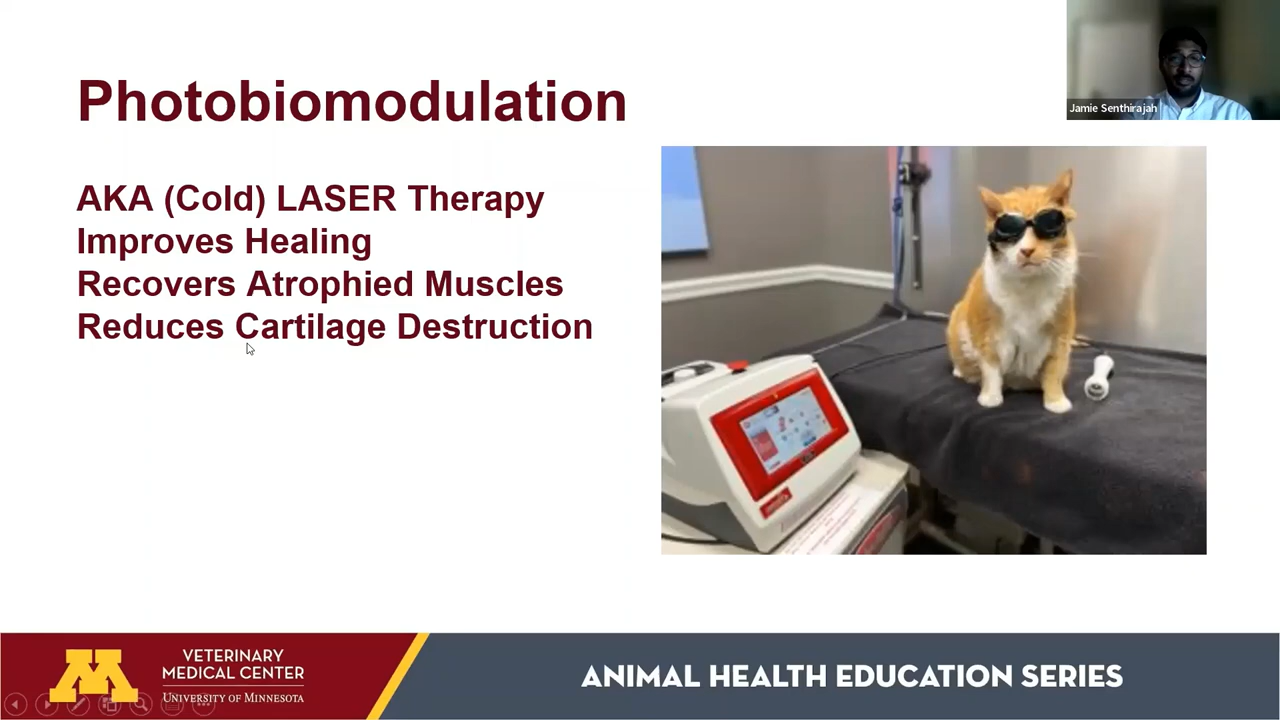 Photobiomodulation
Jamie Senthirajah
AKA (Cold) LASER Therapy
Improves Healing
Recovers Atrophied Muscles
Reduces Cartilage Destruction
M
VETERINARY
MEDICAL CENTER
UNIVERSITY OF MINNESOTA
ANIMAL HEALTH EDUCATION SERIES